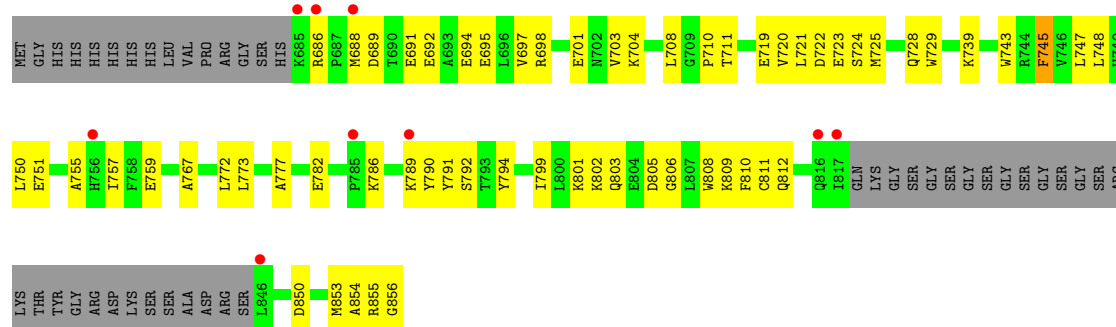 MET GLY HIS HIS HIS HIS HIS HIS LEU VAL PRO ARG GLY SER HIS K685 R686 P687 M688 D689 T690 E691 E692 A693 E694 E695 L696 V697 R698 E701 N702 V703 K704 L708 G709 P710 T711 E719 V720 L721 D722 E723 S724 M725 Q728 W729 K739 W743 R744 F745 V746 L747 L748
L750 E751 A755 H756 I757 F758 E759 A767 L772 L773 A777 E782 P785 K786 K789 Y790 Y791 S792 T793 Y794 I799 L800 K801 K802 Q803 E804 D805 G806 L807 W808 K809 F810 C811 Q812 Q816 I817 GLN LYS GLY SER GLY SER GLY SER GLY SER GLY SER GLY SER
LYS THR TYR GLY ARG ASP LYS SER SER ALA ASP ARG SER L846 D850 M853 A854 R855 G856